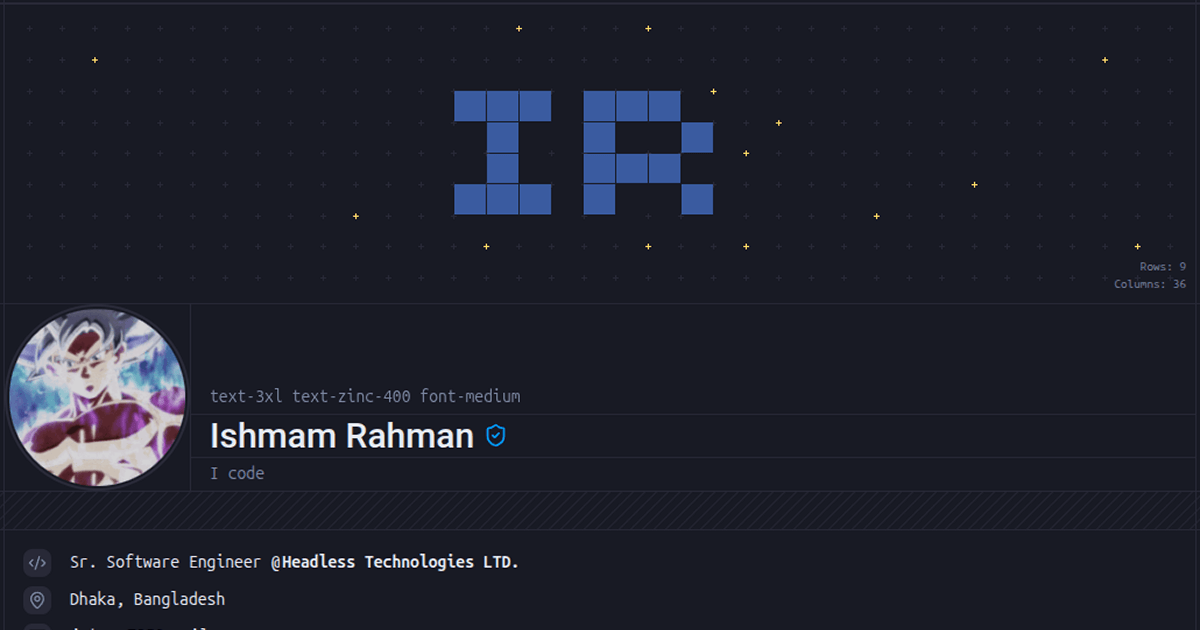 IR
Rows: 9
Columns: 36
text-3xl text-zinc-400 font-medium
Ishmam Rahman
I code
Sr. Software Engineer @Headless Technologies LTD.
Dhaka, Bangladesh